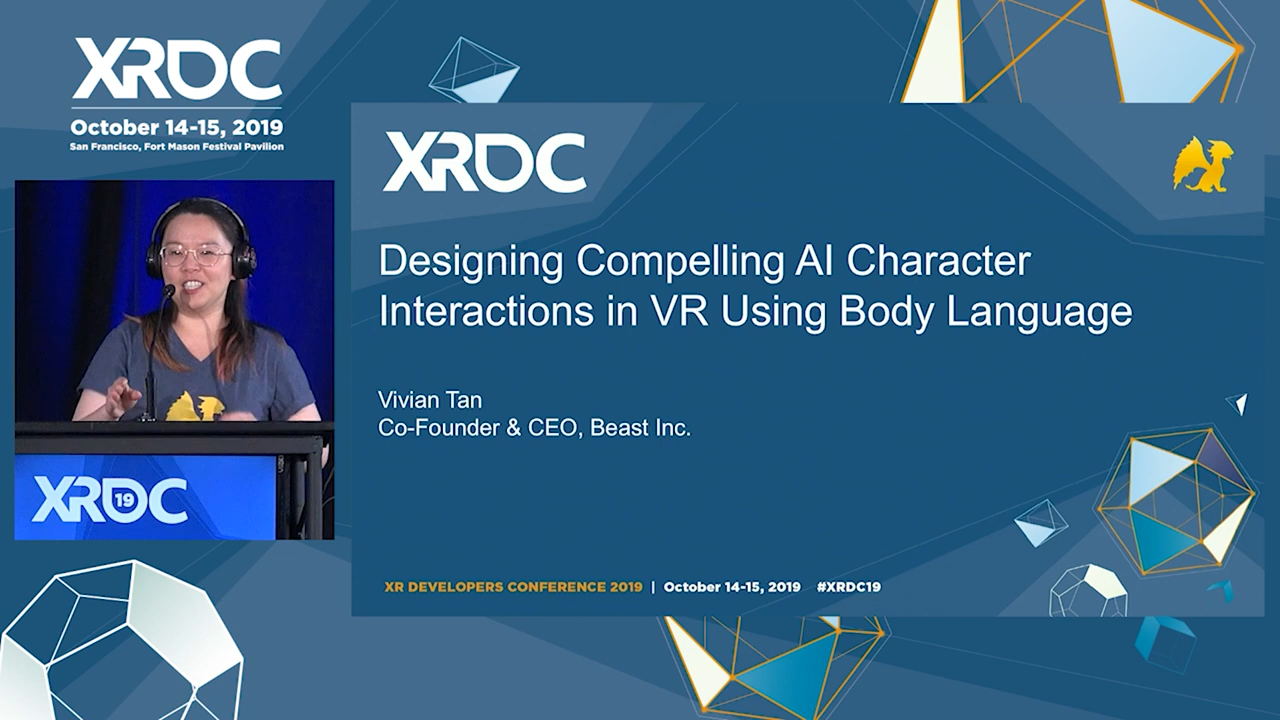 XRDC
October 14-15, 2019
San Francisco, Fort Mason Festival Pavilion
XRDC
19
XRDC
Designing Compelling AI Character
Interactions in VR Using Body Language
Vivian Tan
Co-Founder & CEO, Beast Inc.
XR DEVELOPERS CONFERENCE 2019 | October 14-15, 2019 #XRDC19